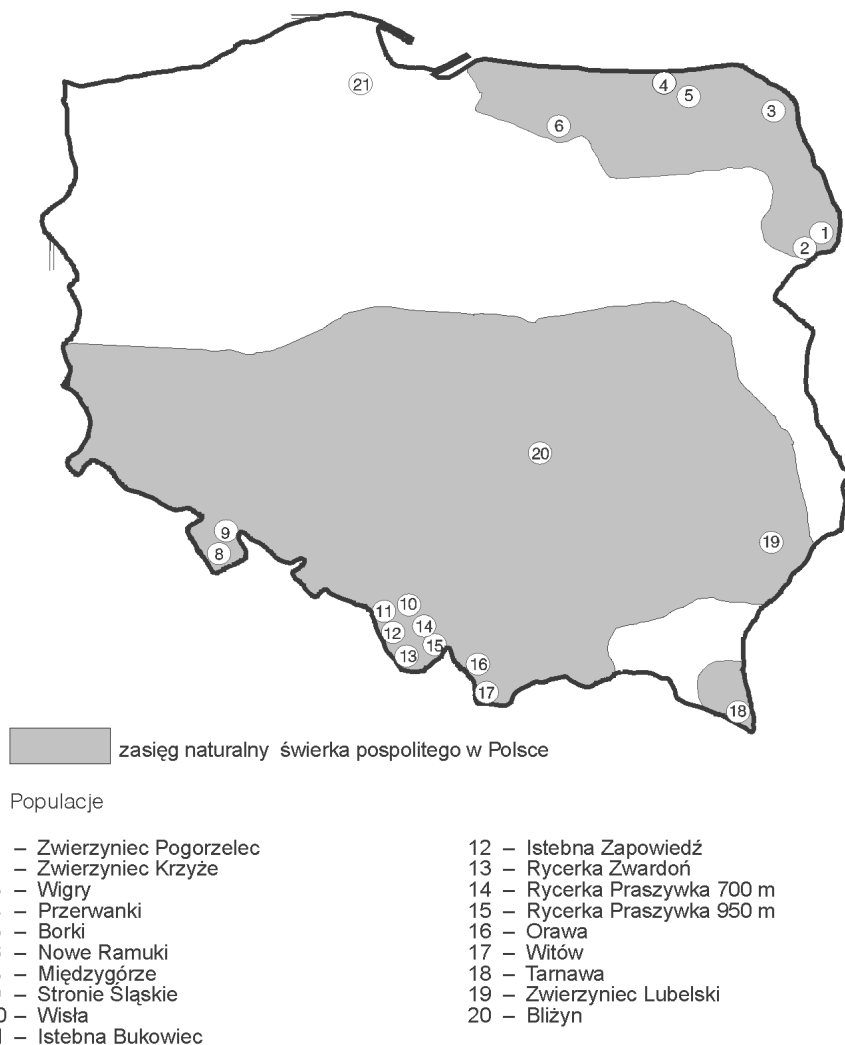 21
4
5
3
6
1
2
20
9
8
19
11
10
12
14
13
15
16
17
18
zasięg naturalny świerka pospolitego w Polsce
Populacje
– Zwierzyniec Pogorzelec
– Zwierzyniec Krzyże
– Wigry
– Przerwanki
– Borki
– Nowe Ramuki
– Międzygórze
– Stronie Śląskie
0 – Wisła
– Istebna Bukowiec
12 – Istebna Zapowiedź
13 – Rycerka Zwardoń
14 – Rycerka Praszywka 700 m
15 – Rycerka Praszywka 950 m
16 – Orawa
17 – Witów
18 – Tarnawa
19 – Zwierzyniec Lubelski
20 – Bliżyn